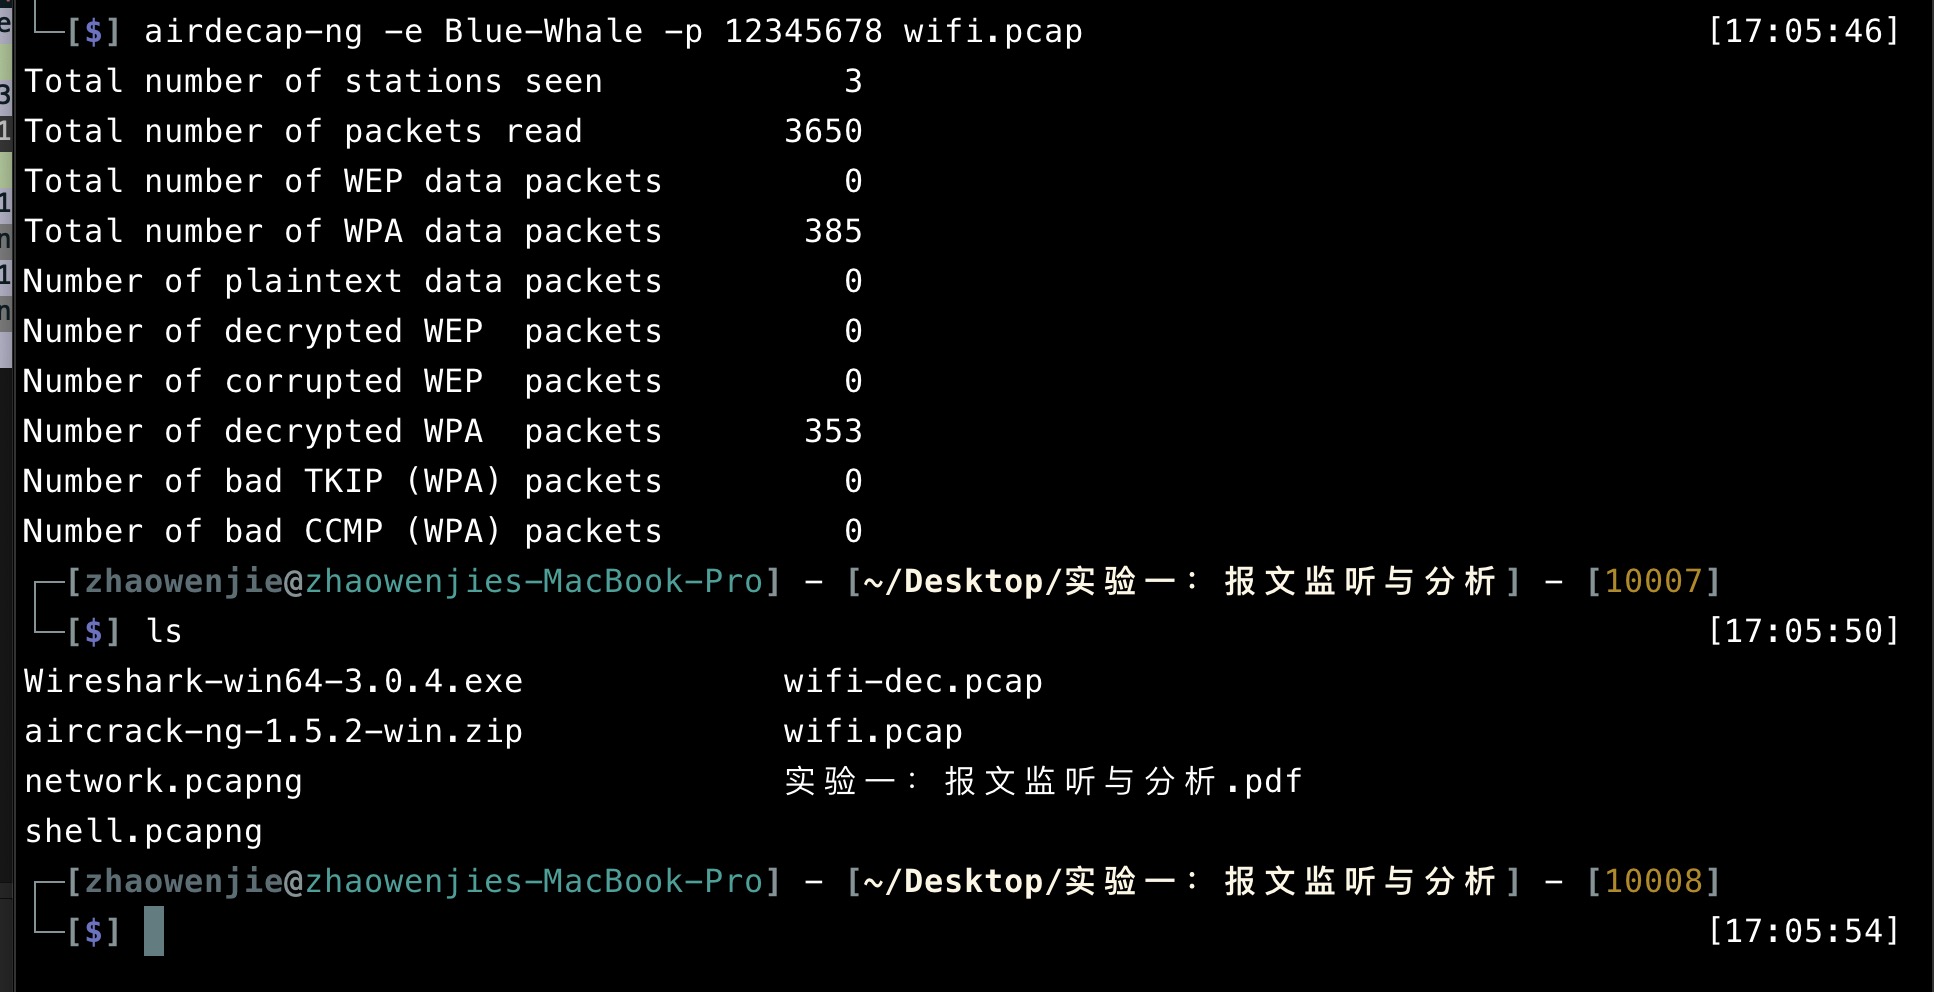 [$] airdecap-ng -e Blue-Whale -p 12345678 wifi.pcap [17:05:46]
Total number of stations seen 3
Total number of packets read 3650
Total number of WEP data packets 0
Total number of WPA data packets 385
Number of plaintext data packets 0
Number of decrypted WEP packets 0
Number of corrupted WEP packets 0
Number of decrypted WPA packets 353
Number of bad TKIP (WPA) packets 0
Number of bad CCMP (WPA) packets 0
[zhaowenjie@zhaowenjies-MacBook-Pro] - [~/Desktop/实验一：报文监听与分析] - [10007]
[$] ls [17:05:50]
Wireshark-win64-3.0.4.exe wifi-dec.pcap
aircrack-ng-1.5.2-win.zip wifi.pcap
network.pcapng 实验一：报文监听与分析.pdf
shell.pcapng
[zhaowenjie@zhaowenjies-MacBook-Pro] - [~/Desktop/实验一：报文监听与分析] - [10008]
[$] [17:05:54]